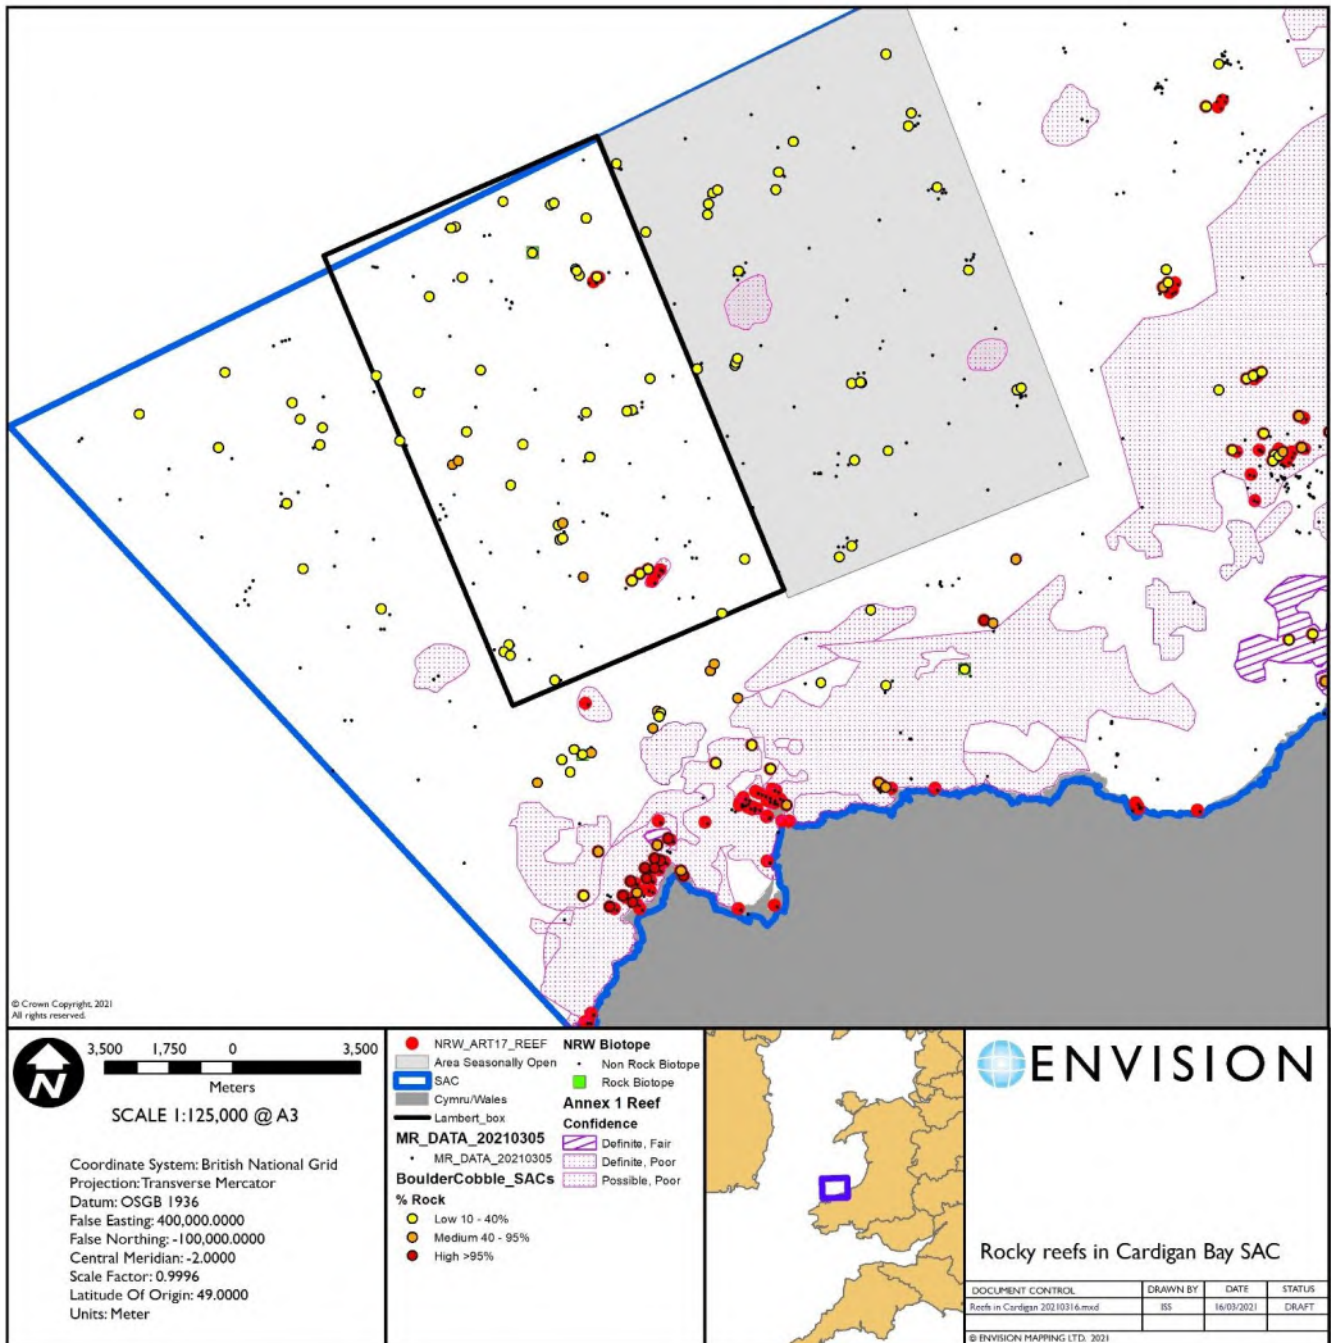 © Crown Copyright, 2021
All rights reserved.
N
3,500 1,750 0 3,500
Meters
SCALE 1:125,000 @ A3
Coordinate System: British National Grid
Projection: Transverse Mercator
Datum: OSGB 1936
False Easting: 400,000.0000
False Northing: -100,000.0000
Central Meridian: -2.0000
Scale Factor: 0.9996
Latitude Of Origin: 49.0000
Units: Meter
NRW_ART17_REEF
Area Seasonally Open
SAC
Cymru/Wales
Lambert_box
MR_DATA_20210305
MR_DATA_20210305
BoulderCobble_SACs
% Rock
Low 10 - 40%
Medium 40 - 95%
High >95%
NRW Biotope
Non Rock Biotope
Rock Biotope
Annex 1 Reef
Confidence
Definite, Fair
Definite, Poor
Possible, Poor
ENVISION
Rocky reefs in Cardigan Bay SAC
DOCUMENT CONTROL DRAWN BY DATE STATUS
Reefs in Cardigan 20210316.mxd ISS 16/03/2021 DRAFT
© ENVISION MAPPING LTD, 2021